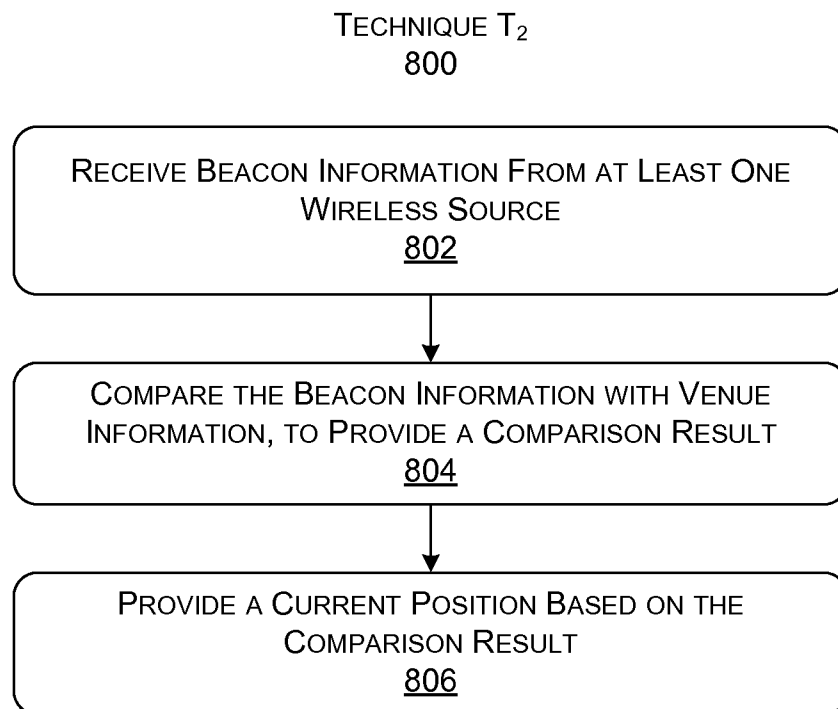 TECHNIQUE T₂
800
RECEIVE BEACON INFORMATION FROM AT LEAST ONE
WIRELESS SOURCE
802
COMPARE THE BEACON INFORMATION WITH VENUE
INFORMATION, TO PROVIDE A COMPARISON RESULT
804
PROVIDE A CURRENT POSITION BASED ON THE
COMPARISON RESULT
806